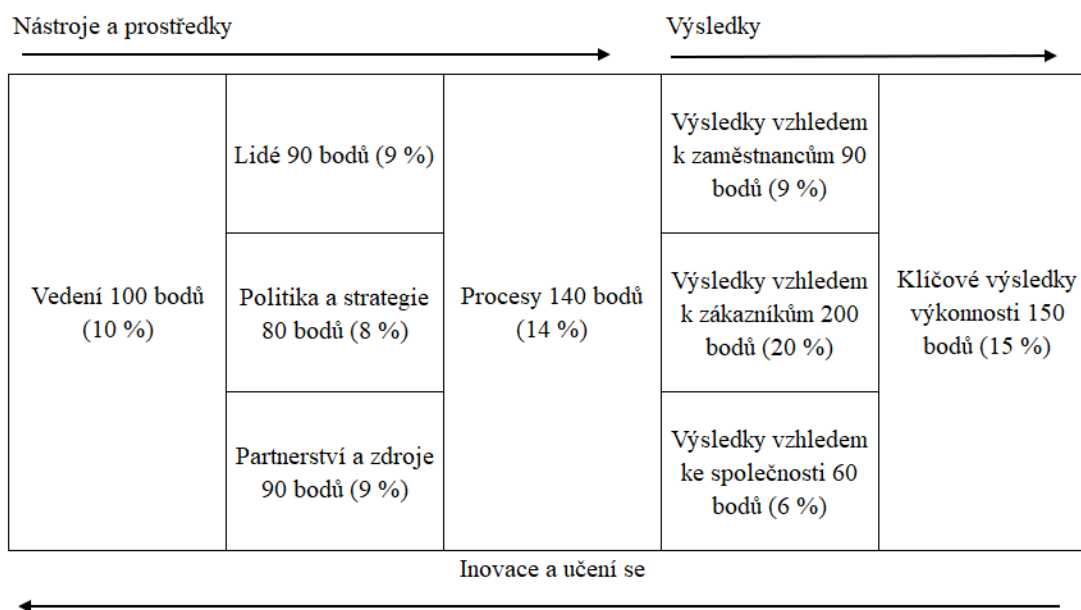 Nástroje a prostředky
Výsledky
Vedení 100 bodů
(10 %)
Lidé 90 bodů (9 %)
Politika a strategie
80 bodů (8 %)
Partnerství a zdroje
90 bodů (9 %)
Procesy 140 bodů
(14 %)
Výsledky vzhledem
k zaměstnancům 90
bodů (9 %)
Výsledky vzhledem
k zákazníkům 200
bodů (20 %)
Výsledky vzhledem
ke společnosti 60
bodů (6 %)
Klíčové výsledky
výkonnosti 150
bodů (15 %)
Inovace a učení se